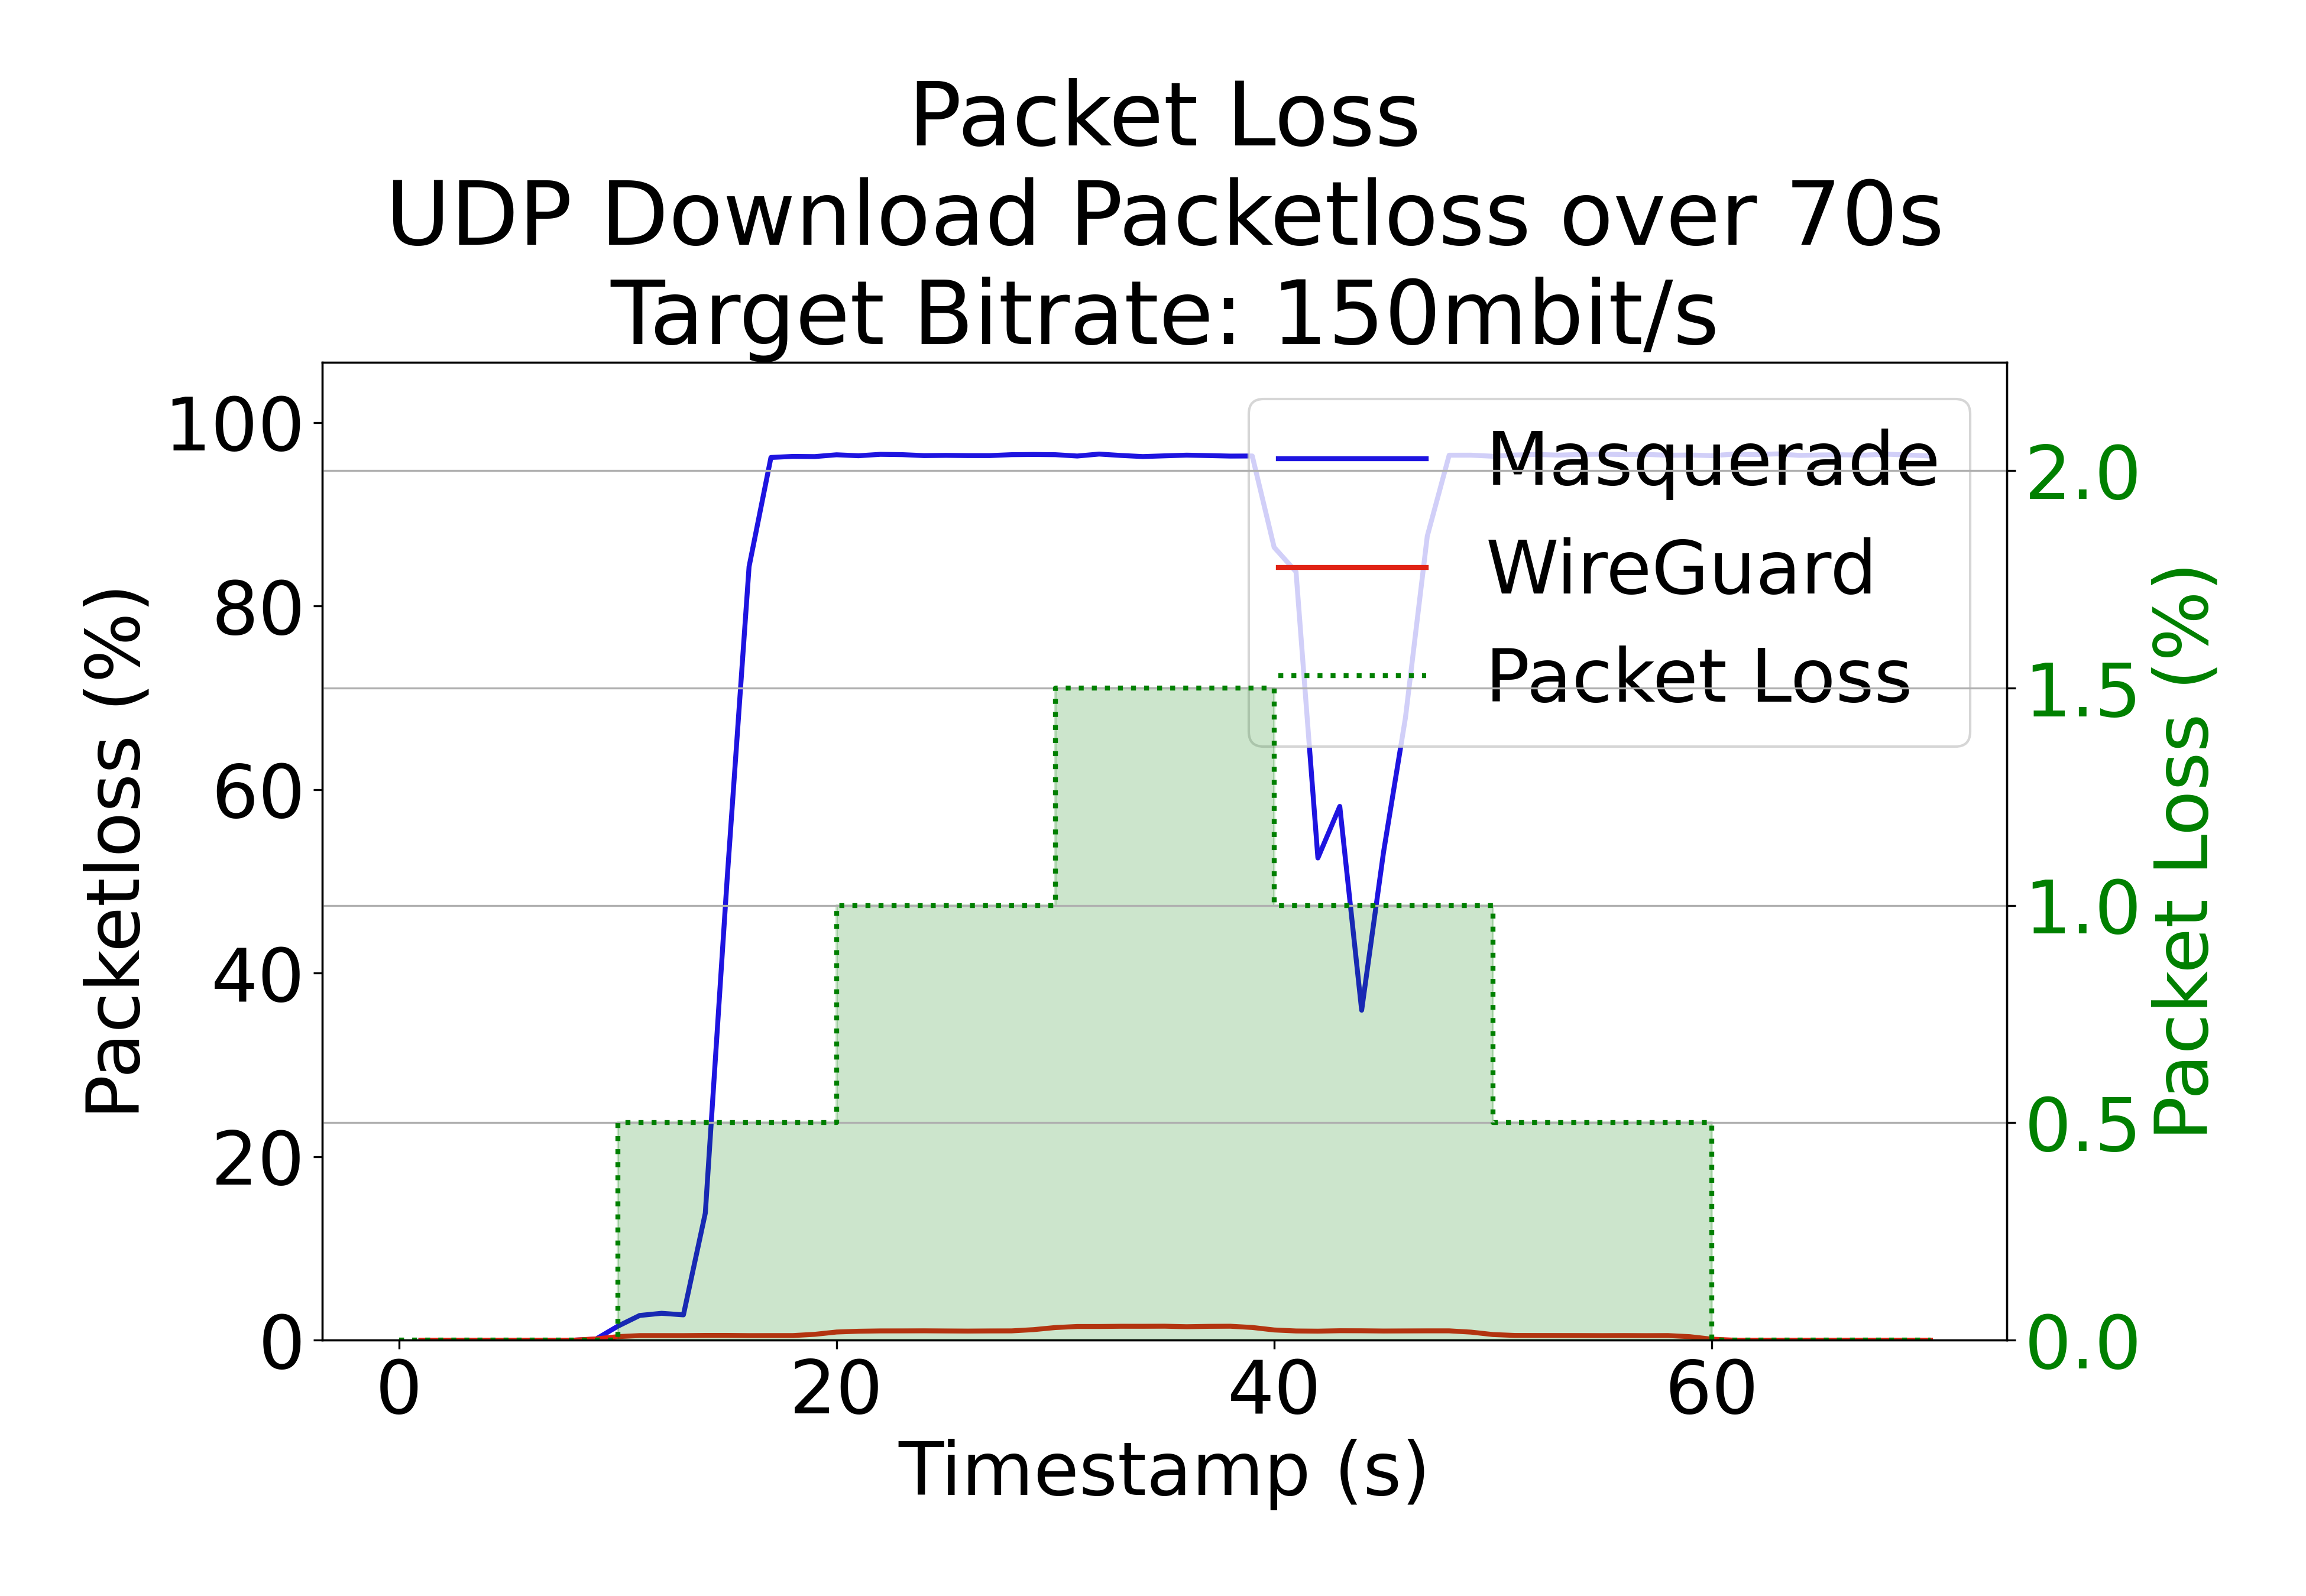 Packet Loss
UDP Download Packetloss over 70s
Target Bitrate: 150mbit/s
Packetloss (%)
100
80
60
40
20
0
Masquerade
WireGuard
Packet Loss
2.0
1.5
1.0
0.5
0.0
Packet Loss (%)
0 20 40 60
Timestamp (s)